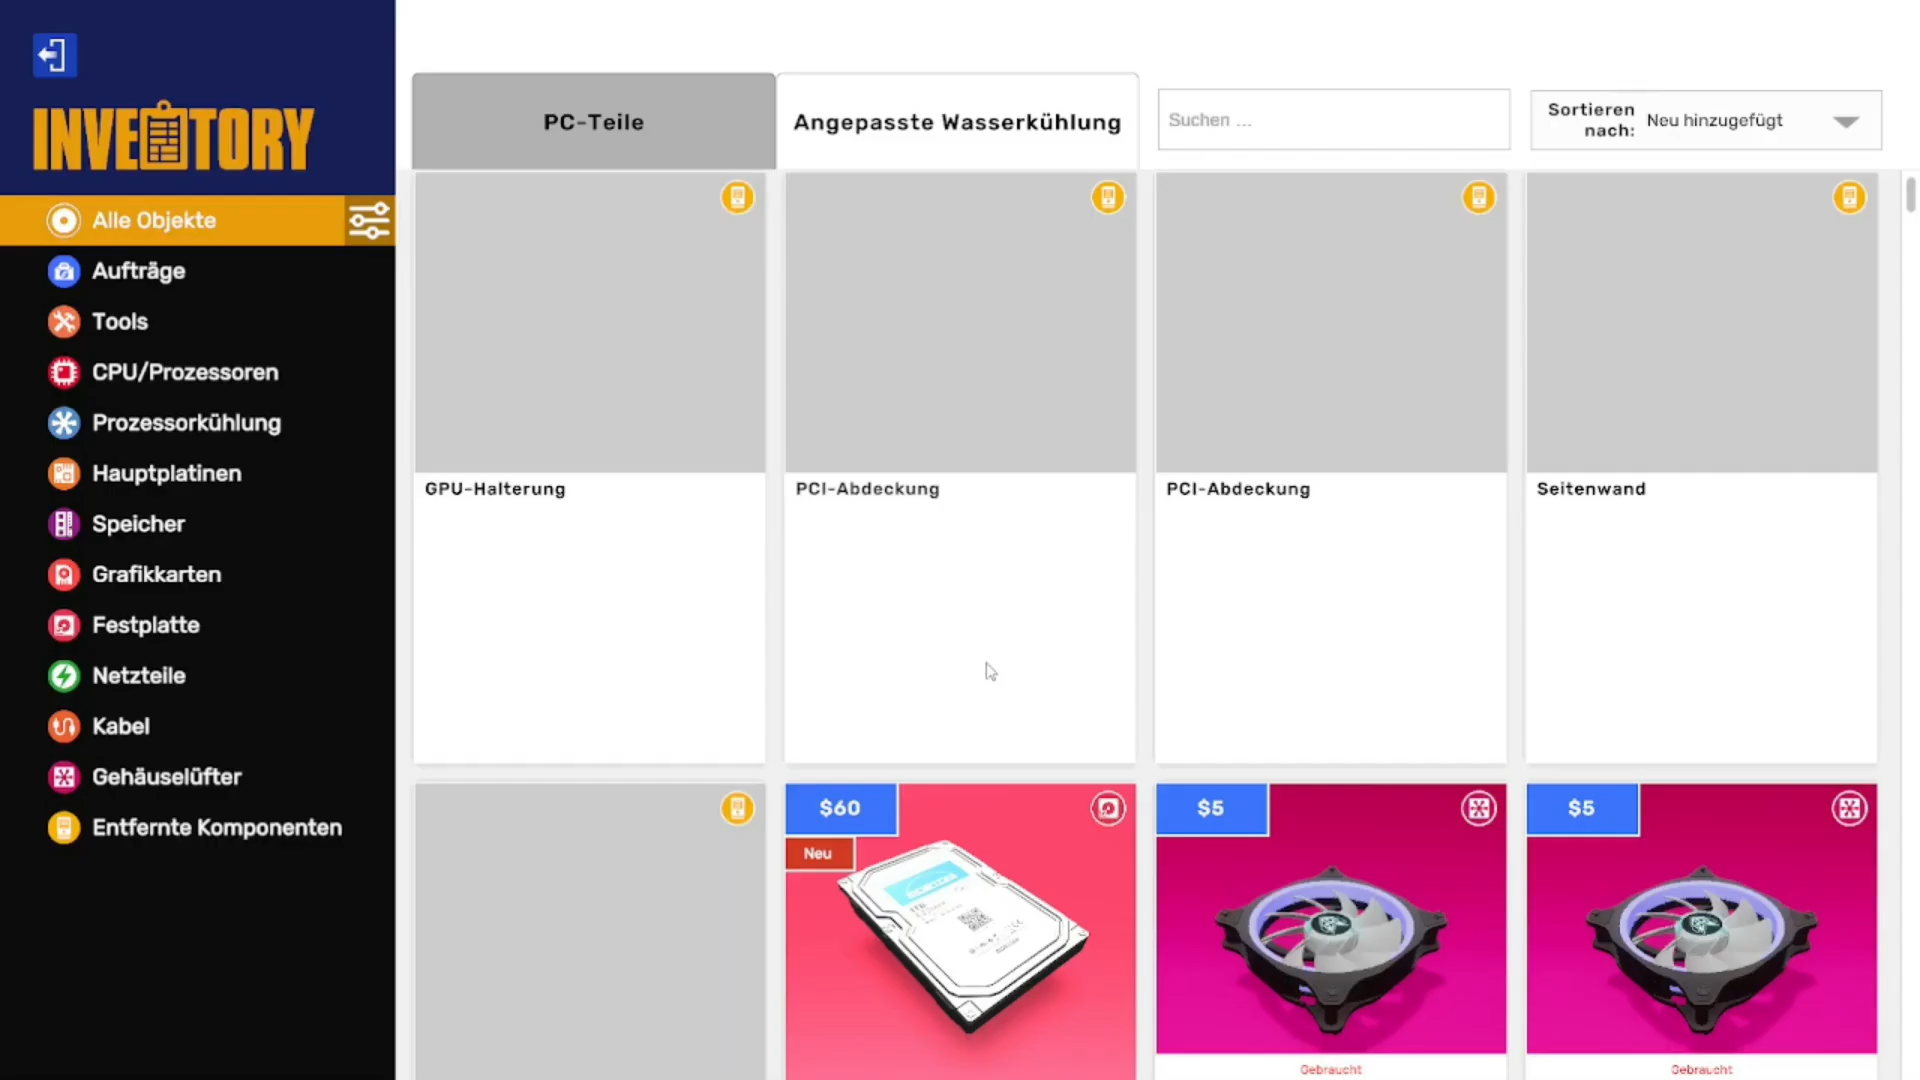 INVENTORY
Alle Objekte
Aufträge
Tools
CPU/Prozessoren
Prozessorkühlung
Hauptplatinen
Speicher
Grafikkarten
Festplatte
Netzteile
Kabel
Gehäuselüfter
Entfernte Komponenten
PC-Teile
Angepasste Wasserkühlung
Suchen ...
Sortieren
nach:
Neu hinzugefügt
GPU-Halterung
PCI-Abdeckung
PCI-Abdeckung
Seitenwand
$60
Neu
1TB
$5
Gebraucht
$5
Gebraucht